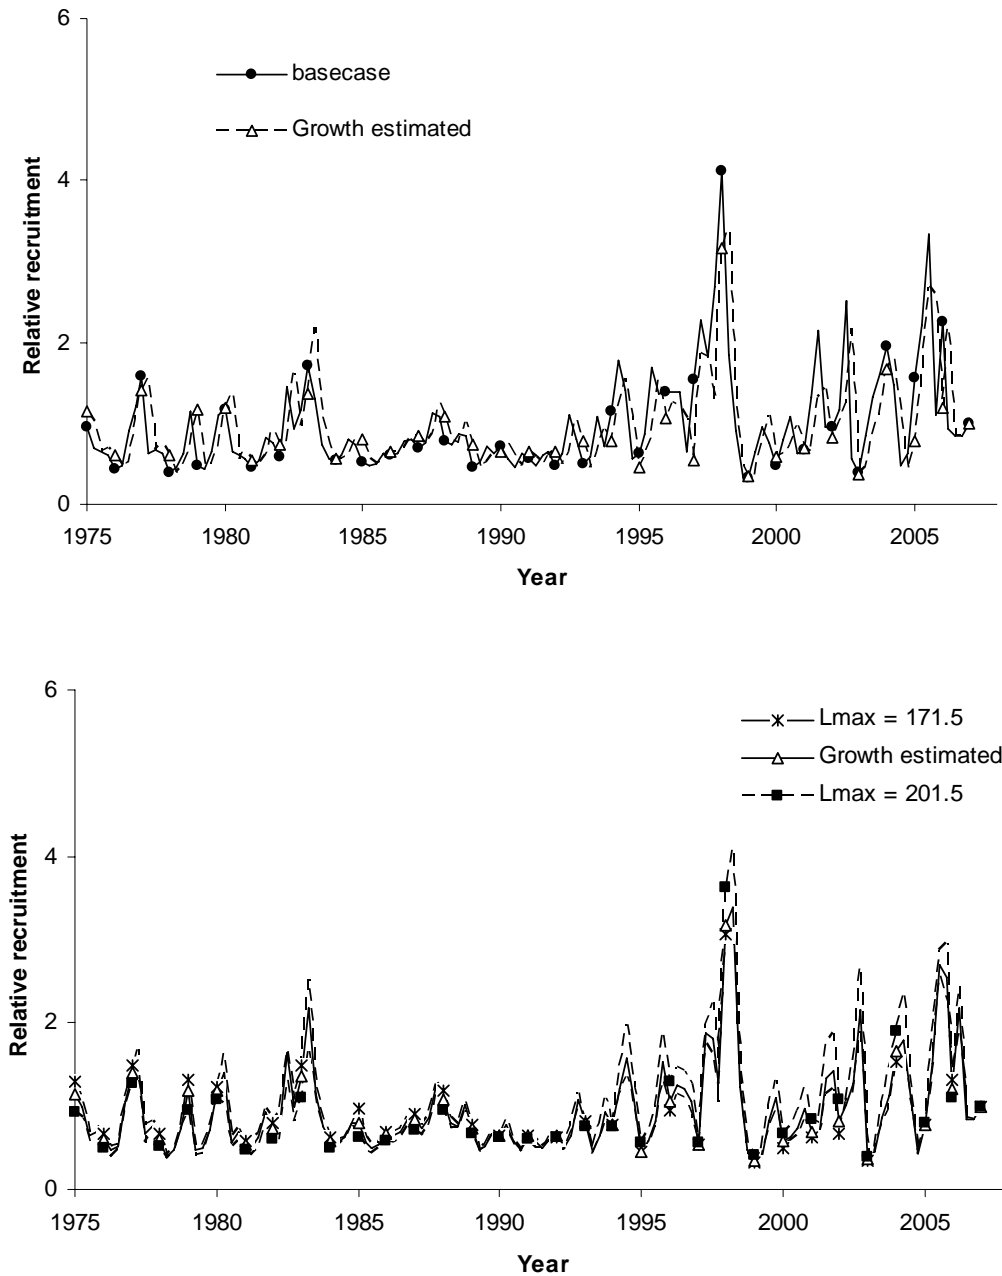 6
4
2
0
Relative recruitment
basecase
Growth estimated
1975 1980 1985 1990 1995 2000 2005
Year
6
4
2
0
Relative recruitment
Lmax = 171.5
Growth estimated
Lmax = 201.5
1975 1980 1985 1990 1995 2000 2005
Year